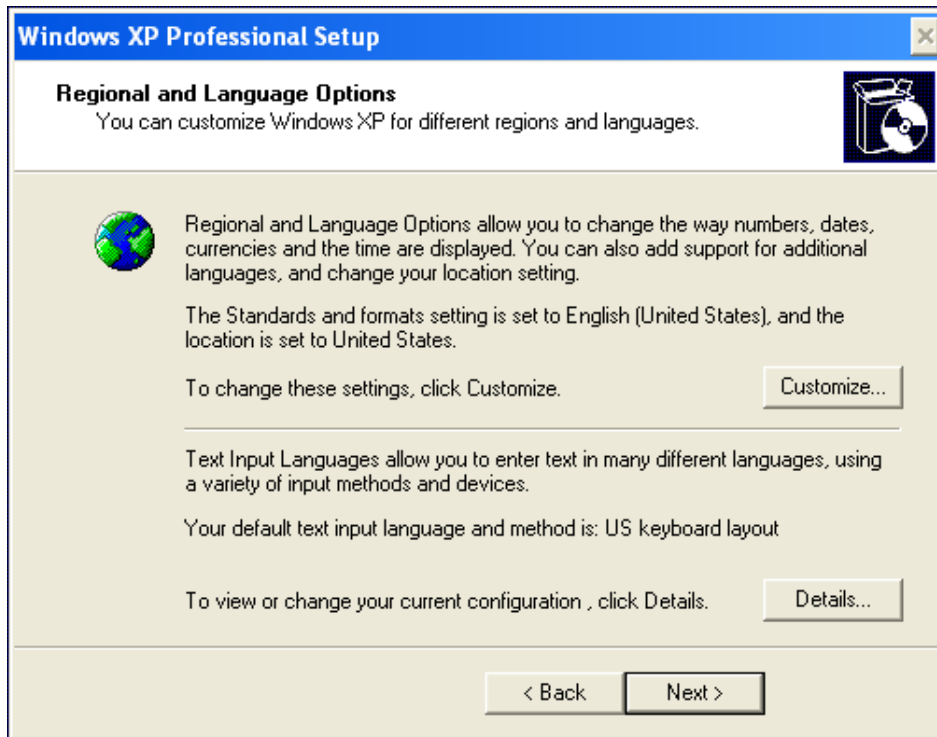 Windows XP Professional Setup
Regional and Language Options
You can customize Windows XP for different regions and languages.
Regional and Language Options allow you to change the way numbers, dates,
currencies and the time are displayed. You can also add support for additional
languages, and change your location setting.
The Standards and formats setting is set to English (United States), and the
location is set to United States.
To change these settings, click Customize.
Customize...
Text Input Languages allow you to enter text in many different languages, using
a variety of input methods and devices.
Your default text input language and method is: US keyboard layout
To view or change your current configuration , click Details.
Details...
< Back
Next >